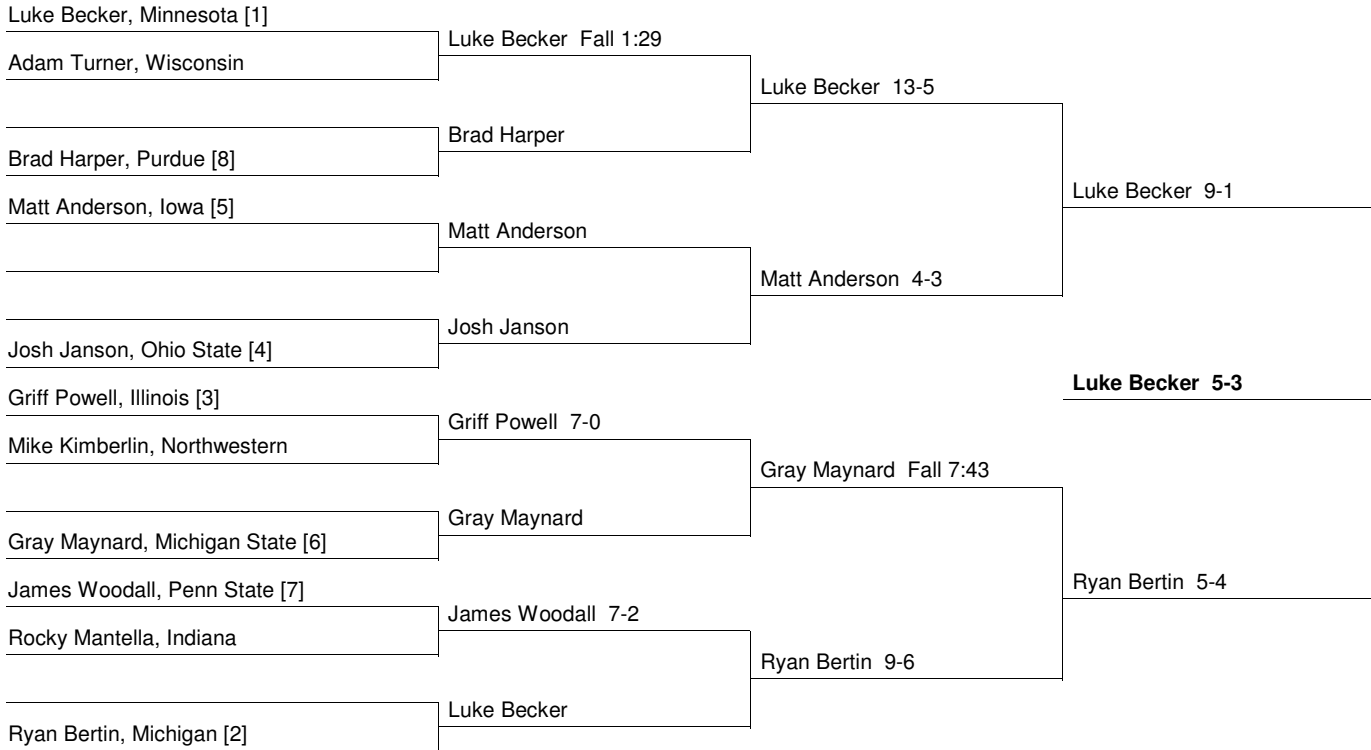 Luke Becker, Minnesota [1]
Luke Becker Fall 1:29
Adam Turner, Wisconsin
Luke Becker 13-5
Brad Harper
Brad Harper, Purdue [8]
Luke Becker 9-1
Matt Anderson, Iowa [5]
Matt Anderson
Matt Anderson 4-3
Josh Janson
Josh Janson, Ohio State [4]
Luke Becker 5-3
Griff Powell, Illinois [3]
Griff Powell 7-0
Mike Kimberlin, Northwestern
Gray Maynard Fall 7:43
Gray Maynard
Gray Maynard, Michigan State [6]
Ryan Bertin 5-4
James Woodall, Penn State [7]
James Woodall 7-2
Rocky Mantella, Indiana
Ryan Bertin 9-6
Luke Becker
Ryan Bertin, Michigan [2]